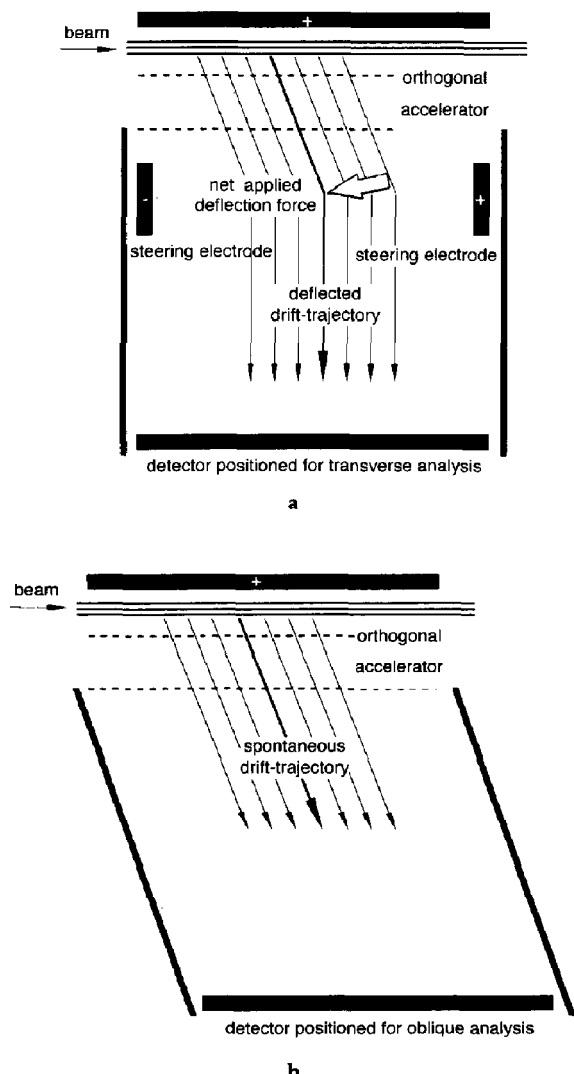 +
beam
orthogonal
accelerator
net applied
deflection force
-
+
steering electrode
steering electrode
deflected
drift-trajectory
detector positioned for transverse analysis
a
+
beam
orthogonal
accelerator
spontaneous
drift-trajectory
detector positioned for oblique analysis
b